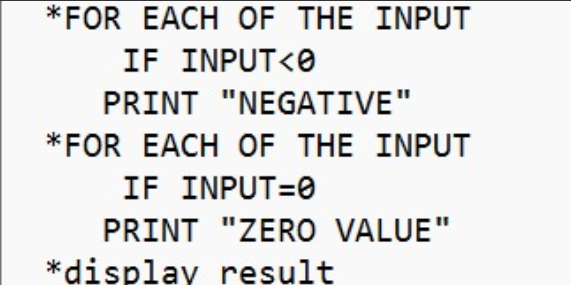 *FOR EACH OF THE INPUT
IF INPUT<0
PRINT "NEGATIVE"
*FOR EACH OF THE INPUT
IF INPUT=0
PRINT "ZERO VALUE"
*display result